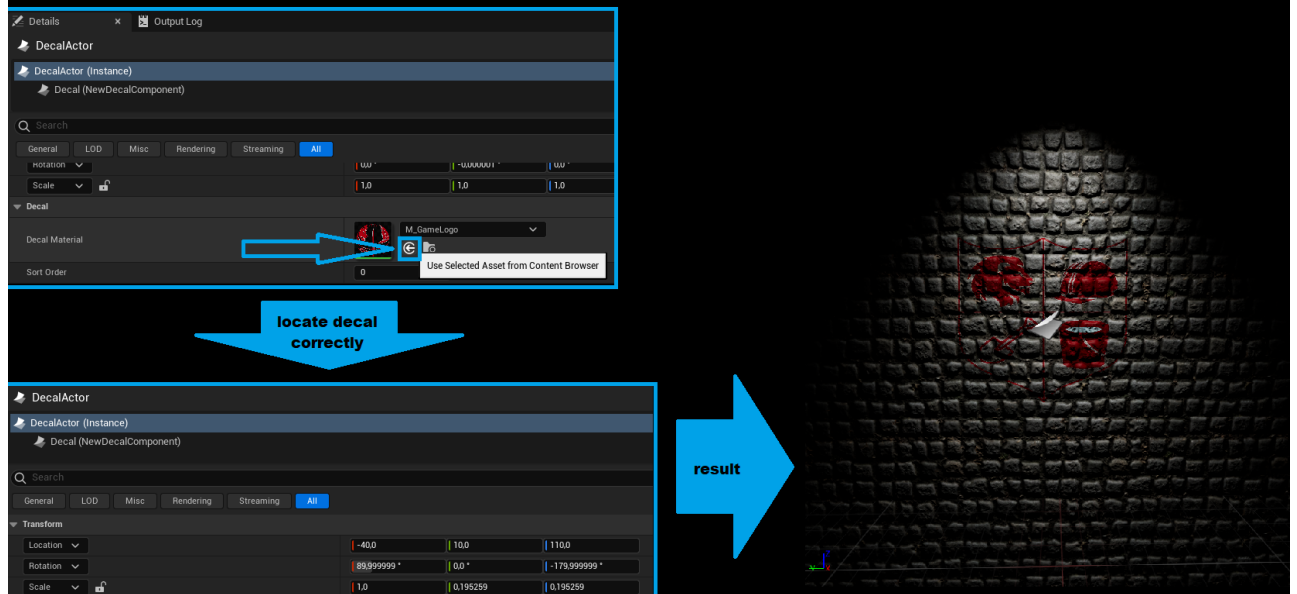 Details
Output Log
DecalActor
DecalActor (Instance)
Decal (NewDecalComponent)
Search
General LOD Misc Rendering Streaming All
Rotation 0,0 ° -0,000001 ° 0,0 °
Scale 1,0 1,0 1,0
Decal
Decal Material M_GameLogo
Use Selected Asset from Content Browser
Sort Order 0
locate decal
correctly
DecalActor
DecalActor (Instance)
Decal (NewDecalComponent)
Search
General LOD Misc Rendering Streaming All
Transform
Location -40,0 10,0 110,0
Rotation 89,999999 ° 0,0 ° -179,999999 °
Scale 1,0 0,195259 0,195259
result